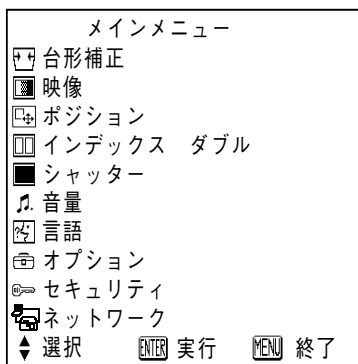 メインメニュー
台形補正
映像
ポジション
インデックス　ダブル
シャッター
音量
言語
オプション
セキュリティ
ネットワーク
選択　ENTER 実行　MENU 終了